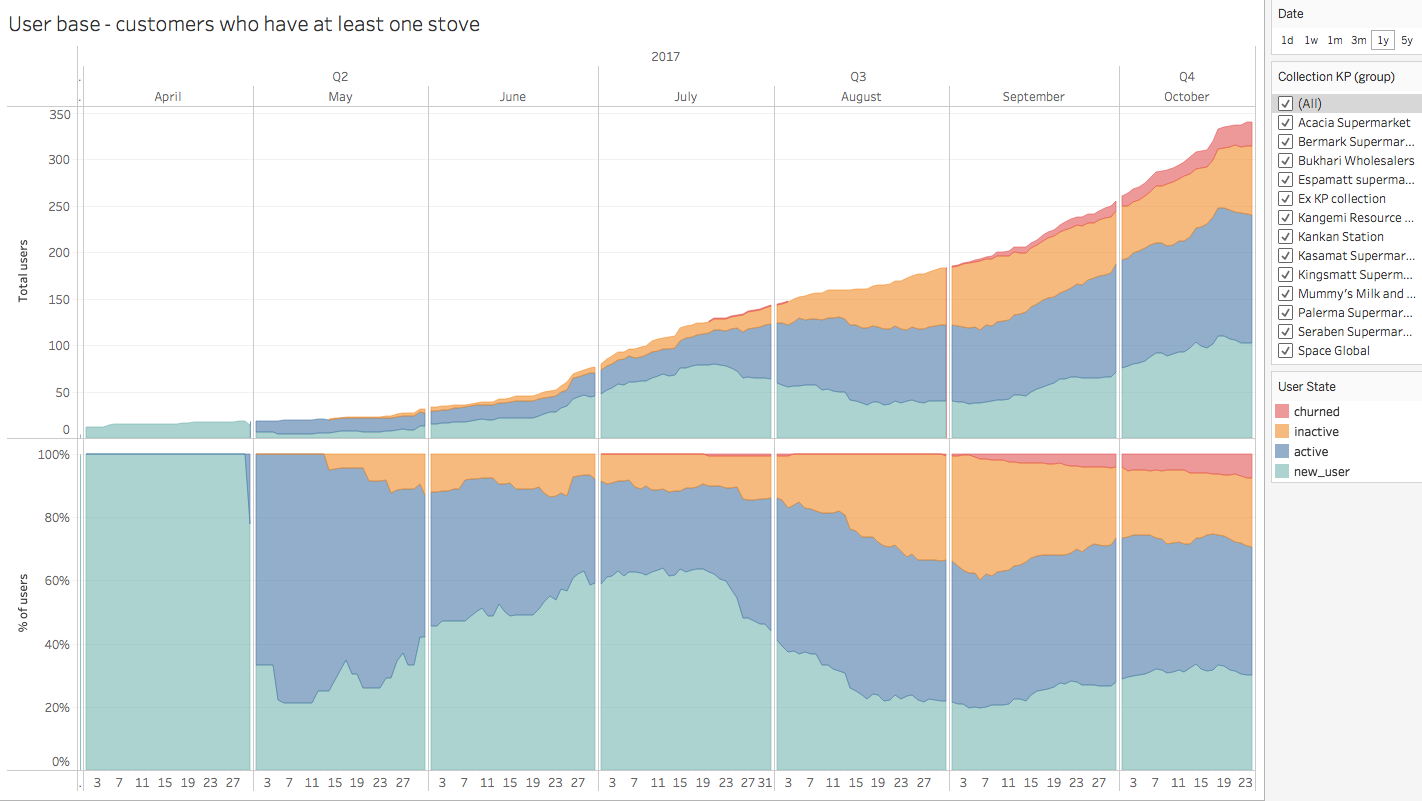 User base - customers who have at least one stove
2017
Q2 Q3 Q4
April May June July August September October
Total users
350
300
250
200
150
100
50
0
% of users
100%
80%
60%
40%
20%
0%
3 7 11 15 19 23 27 3 7 11 15 19 23 27 3 7 11 15 19 23 27 3 7 11 15 19 23 27 31 3 7 11 15 19 23 27 3 7 11 15 19 23 27 3 7 11 15 19 23
Date
1d 1w 1m 3m 1y 5y
Collection KP (group)
(All)
Acacia Supermarket
Bermark Supermar...
Bukhari Wholesalers
Espamatt superma...
Ex KP collection
Kangemi Resource ...
Kankan Station
Kasamat Supermar...
Kingsmatt Superm...
Mummy's Milk and ...
Palerma Supermar...
Seraben Supermar...
Space Global
User State
churned
inactive
active
new_user